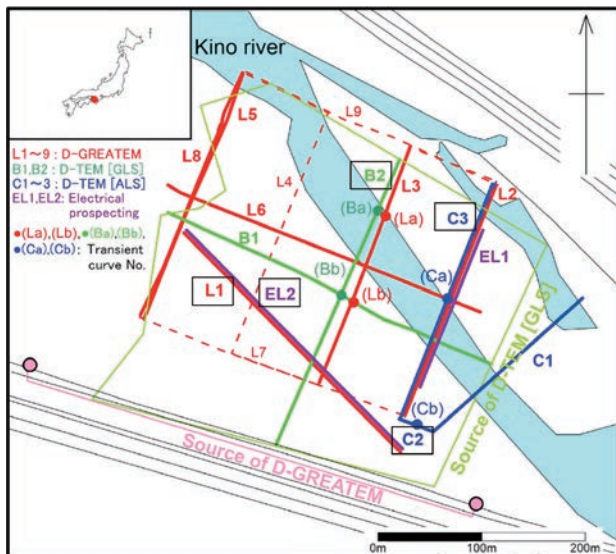 Kino river
L1～9 : D-GREATEM
B1,B2 : D-TEM [GLS]
C1～3 : D-TEM [ALS]
EL1,EL2: Electrical
prospecting
●(La),(Lb),●(Ba),(Bb),
●(Ca),(Cb) : Transient
curve No.
L5
L9
L8
L4
B2
L3
L2
(Ba)
(La)
C3
L6
B1
EL1
(Bb)
(Lb)
(Ca)
L1
EL2
L7
C1
(Cb)
C2
Source of D-TEM [GLS]
Source of D-GREATEM
0m
100m
200m